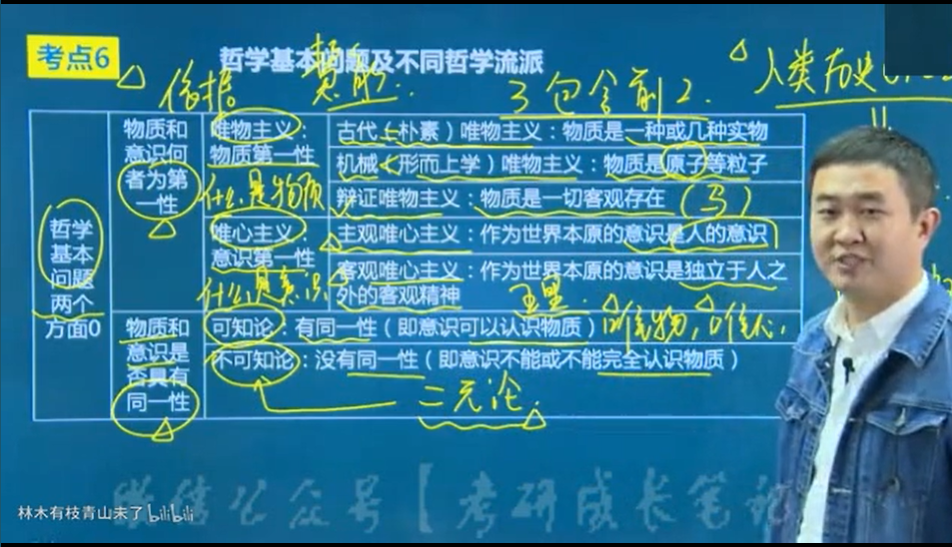 考点6
哲学基本问题及不同哲学流派
依据
3包含前2.
人类历史
哲学基本问题两个方面0
物质和意识何者为第一性
唯物主义：物质第一性
什么是物质
古代（朴素）唯物主义：物质是一种或几种实物
机械（形而上学）唯物主义：物质是原子等粒子
辩证唯物主义：物质是一切客观存在
（马）
唯心主义：意识第一性
什么是意识
主观唯心主义：作为世界本原的意识是人的意识
客观唯心主义：作为世界本原的意识是独立于人之外的客观精神
物质和意识是否具有同一性
可知论：有同一性（即意识可以认识物质）
不可知论：没有同一性（即意识不能或不能完全认识物质）
二元论.
微信公众号【考研成长笔记
林木有枝青山未了 bilibili